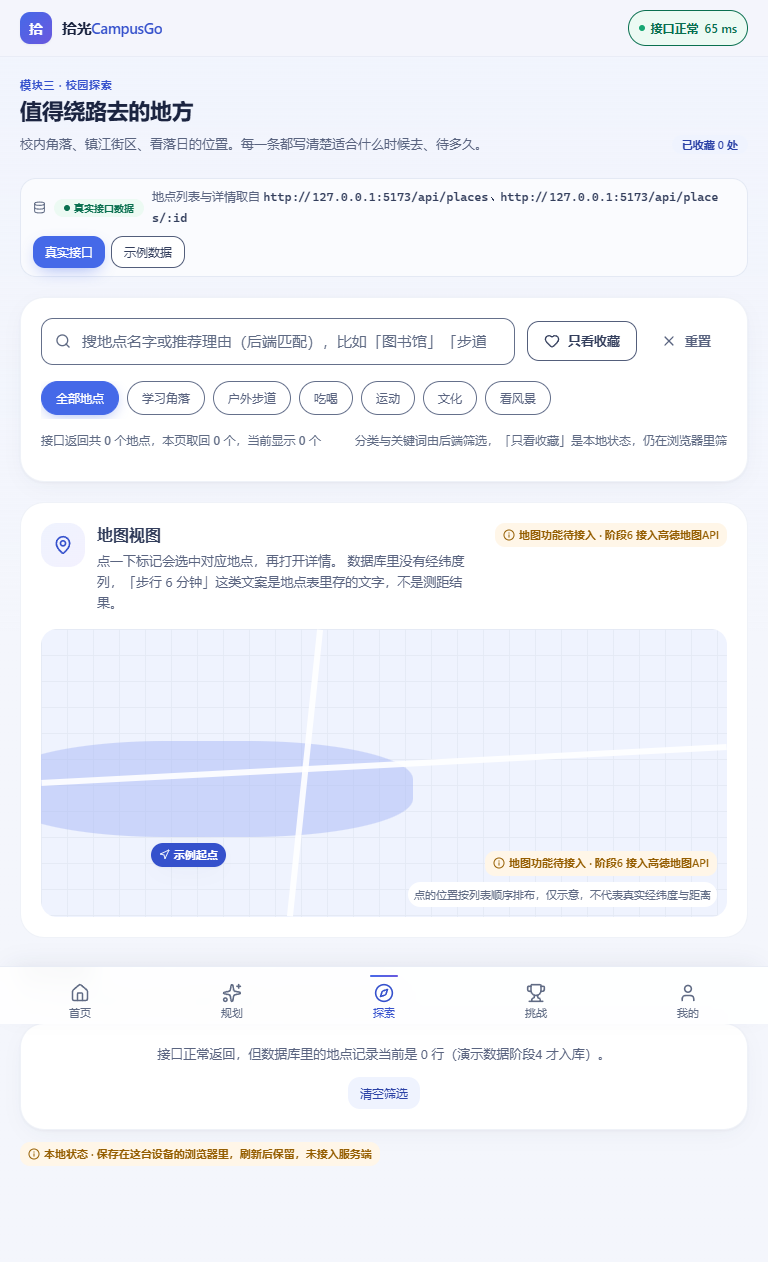 拾 拾光CampusGo
接口正常 65 ms
模块三 · 校园探索
值得绕路去的地方
校内角落、镇江街区、看落日的位置。每一条都写清楚适合什么时候去、待多久。
已收藏 0 处
真实接口数据
地点列表与详情取自 http://127.0.0.1:5173/api/places、http://127.0.0.1:5173/api/place
s/:id
真实接口 示例数据
搜地点名字或推荐理由（后端匹配），比如「图书馆」「步道
只看收藏
重置
全部地点 学习角落 户外步道 吃喝 运动 文化 看风景
接口返回共 0 个地点，本页取回 0 个，当前显示 0 个
分类与关键词由后端筛选，「只看收藏」是本地状态，仍在浏览器里筛
地图视图
地图功能待接入 · 阶段6 接入高德地图API
点一下标记会选中对应地点，再打开详情。 数据库里没有经纬度
列，「步行 6 分钟」这类文案是地点表里存的文字，不是测距结
果。
示例起点
地图功能待接入 · 阶段6 接入高德地图API
点的位置按列表顺序排布，仅示意，不代表真实经纬度与距离
首页 规划 探索 挑战 我的
接口正常返回，但数据库里的地点记录当前是 0 行（演示数据阶段4 才入库）。
清空筛选
本地状态 · 保存在这台设备的浏览器里，刷新后保留，未接入服务端